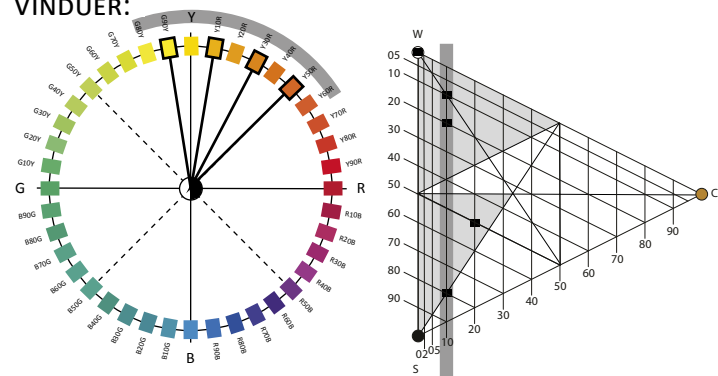 VINDUER:
Y
G80Y
G90Y
Y10R
Y20R
Y30R
Y40R
Y50R
Y60R
Y70R
Y80R
Y90R
R
R10B
R20B
R30B
R40B
R50B
R60B
R70B
R80B
R90B
B
B10G
B20G
B30G
B40G
B50G
B60G
B70G
B80G
B90G
G
G10Y
G20Y
G30Y
G40Y
G50Y
G60Y
G70Y
W
05
10
20
30
40
50
60
70
80
90
S
02
05
10
20
30
40
50
60
70
80
90
C